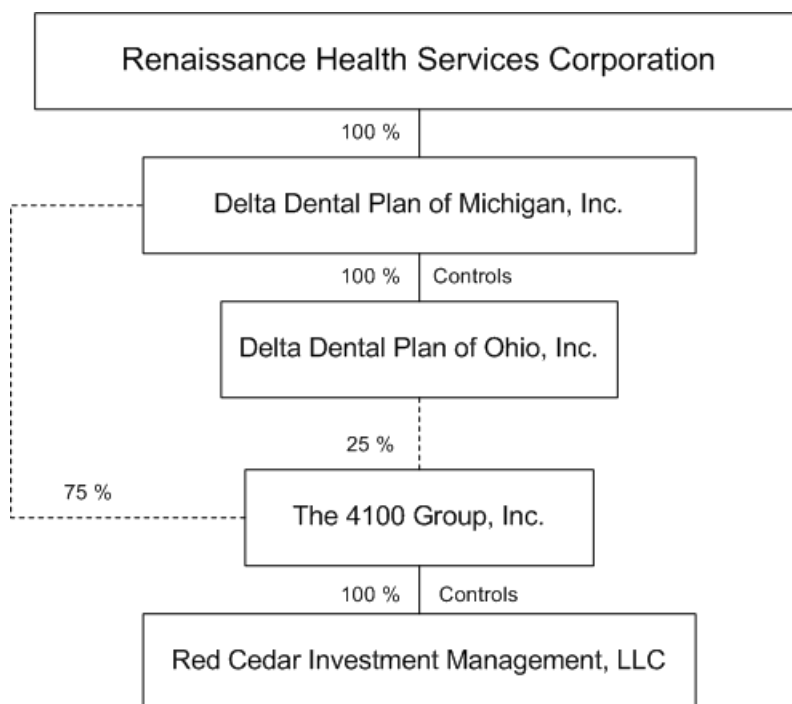 Renaissance Health Services Corporation
100 %
Delta Dental Plan of Michigan, Inc.
100 % Controls
Delta Dental Plan of Ohio, Inc.
25 %
75 %
The 4100 Group, Inc.
100 % Controls
Red Cedar Investment Management, LLC